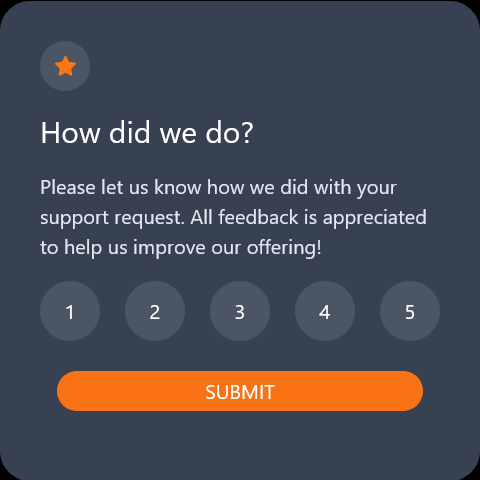 How did we do?
Please let us know how we did with your
support request. All feedback is appreciated
to help us improve our offering!
1 2 3 4 5
SUBMIT